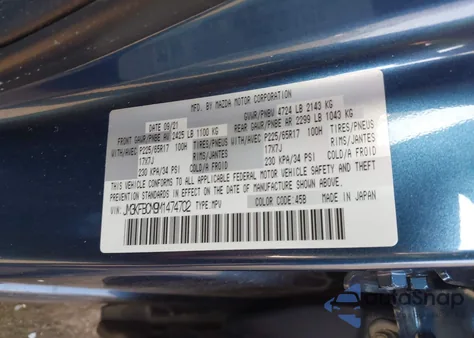 MFD. BY MAZDA MOTOR CORPORATION
DATE 09/21 GVWR/PNBV 4724 LB 2143 KG
FRONT GAWR/PNBE AV 2425 LB 1100 KG REAR GAWR/PNBE AR 2299 LB 1043 KG
WITH/AVEC P225/65R17 100H TIRES/PNEUS WITH/AVEC P225/65R17 100H TIRES/PNEUS
17X7J RIMS/JANTES 17X7J RIMS/JANTES
230 KPA/34 PSI COLD/A FROID 230 KPA/34 PSI COLD/A FROID
THIS VEHICLE CONFORMS TO ALL APPLICABLE FEDERAL MOTOR VEHICLE SAFETY AND THEFT
PREVENTION STANDARDS IN EFFECT ON THE DATE OF MANUFACTURE SHOWN ABOVE.
VIN: JM3KFBCM9M1474702 TYPE:MPV MADE IN JAPAN
COLOR CODE:45B
AutoSnap